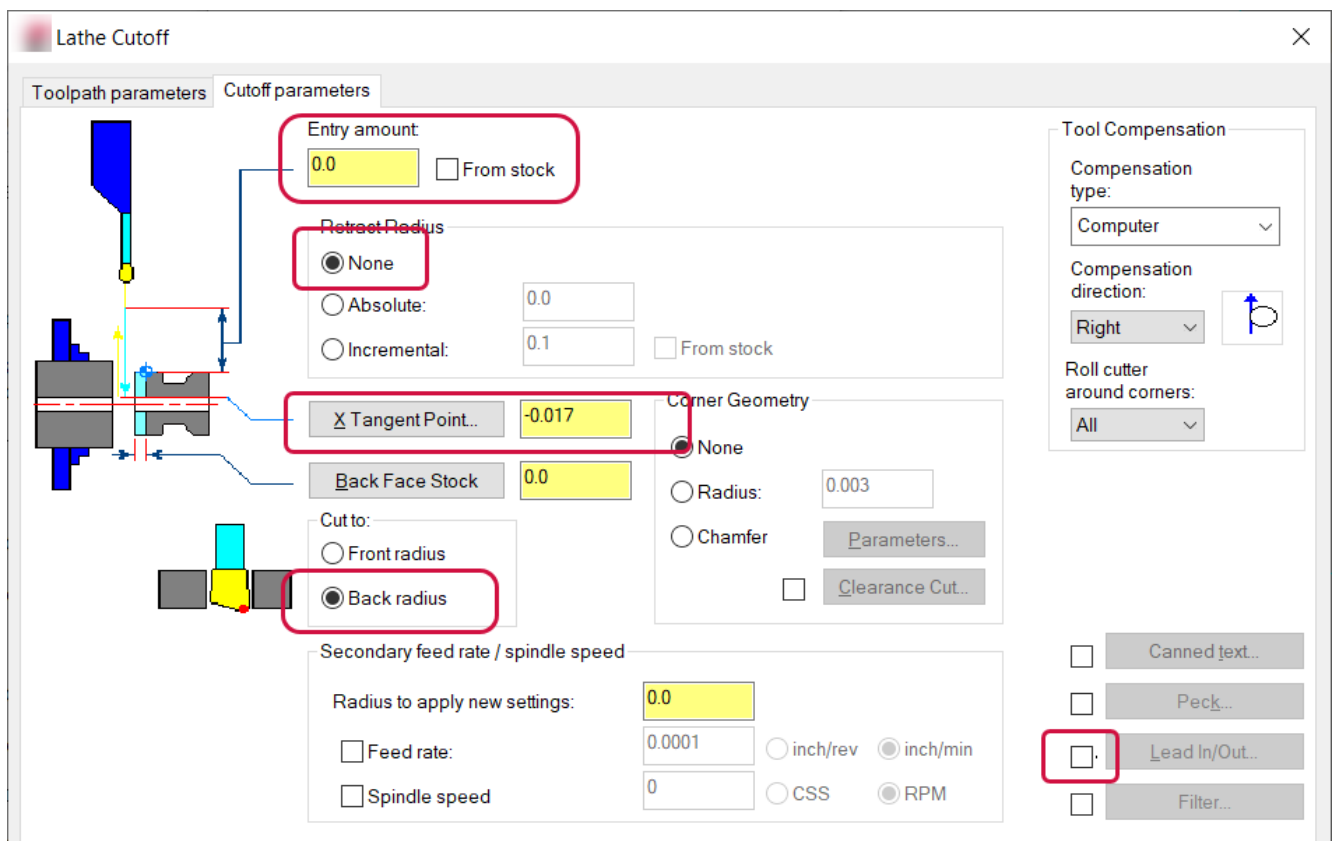 Lathe Cutoff
Toolpath parameters
Cutoff parameters
Entry amount:
0.0
From stock
Retract Radius
None
Absolute:
0.0
Incremental:
0.1
From stock
X Tangent Point...
-0.017
Back Face Stock
0.0
Cut to:
Front radius
Back radius
Corner Geometry
None
Radius:
0.003
Chamfer
Parameters...
Clearance Cut...
Secondary feed rate / spindle speed
Radius to apply new settings:
0.0
Feed rate:
0.0001
inch/rev
inch/min
Spindle speed
0
CSS
RPM
Tool Compensation
Compensation
type:
Computer
Compensation
direction:
Right
Roll cutter
around corners:
All
Canned text...
Peck...
Lead In/Out...
Filter...